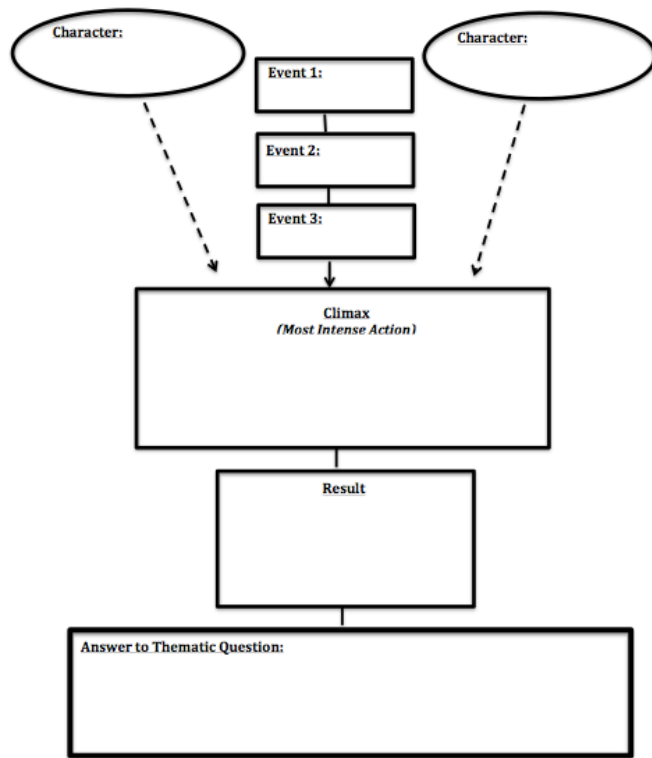 Character:
Character:
Event 1:
Event 2:
Event 3:
Climax
(Most Intense Action)
Result
Answer to Thematic Question: